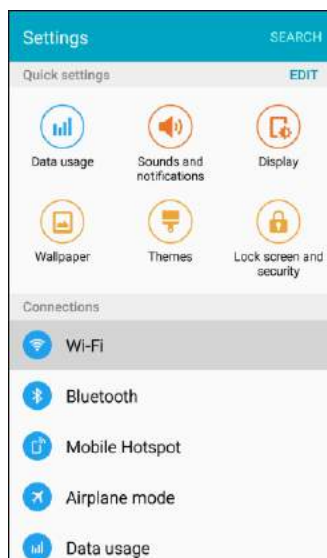 Settings SEARCH
Quick settings EDIT
Data usage Sounds and notifications Display
Wallpaper Themes Lock screen and security
Connections
Wi-Fi
Bluetooth
Mobile Hotspot
Airplane mode
Data usage